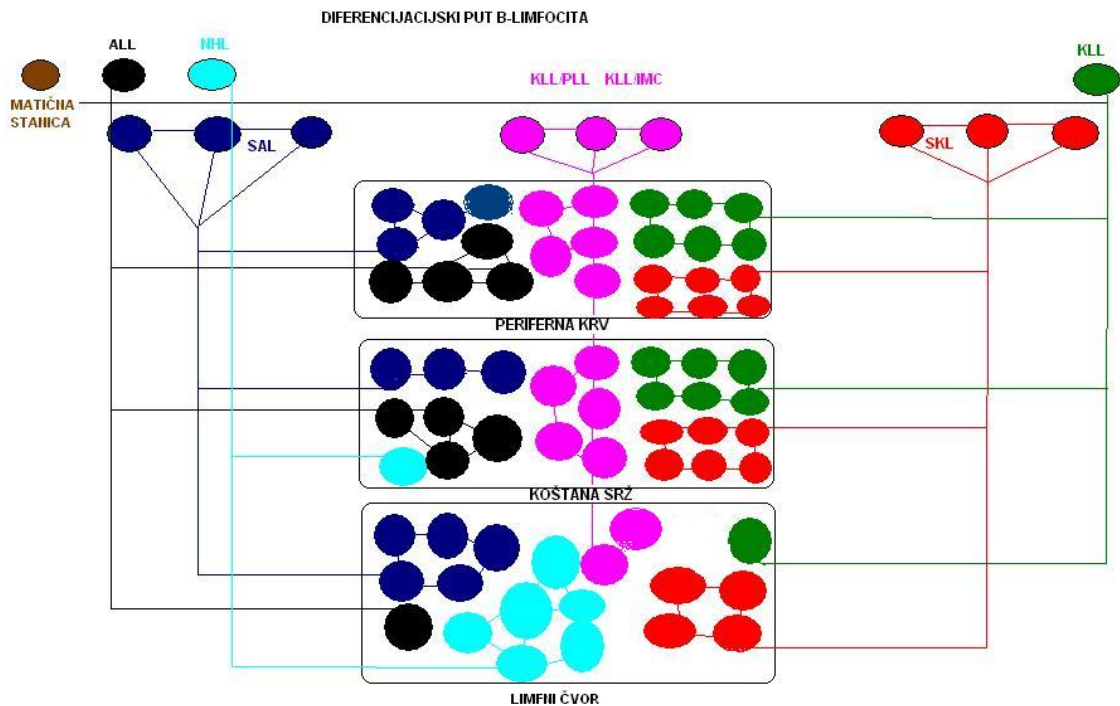 DIFERENCIJACIJSKI PUT B-LIMFOCITA
ALL
NHL
KLL/PLL KLL/IMC
KLL
MATIČNA
STANICA
SAL
SKL
PERIFERNA KRV
KOŠTANA SRŽ
LIMFNI ČVOR